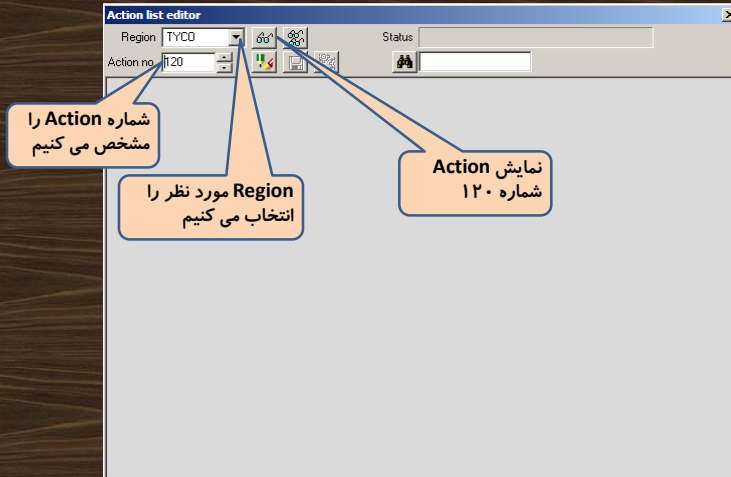 Action list editor
Region TYCO Status
Action no. 120
شماره Action را
مشخص می کنیم
Region مورد نظر را
انتخاب می کنیم
نمایش Action
شماره ۱۲۰